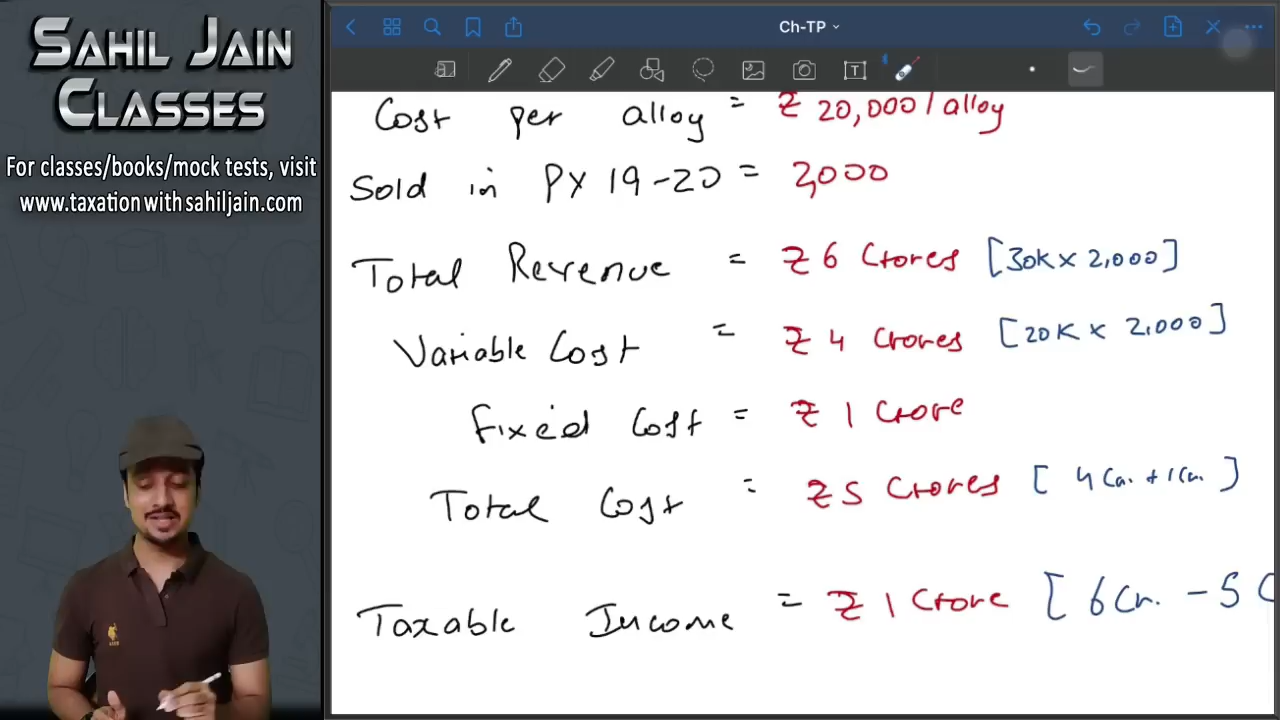 SAHIL JAIN
CLASSES
For classes/books/mock tests, visit
www.taxationwithsahiljain.com
Ch-TP
Cost per alloy = ₹ 20,000/alloy
Sold in PY 19-20 = 2,000
Total Revenue = ₹ 6 Crores [30K x 2,000]
Variable Cost = ₹ 4 Crores [20K x 2,000]
Fixed Cost = ₹ 1 Crore
Total Cost = ₹ 5 Crores [4 Cr. + 1 Cr.]
Taxable Income = ₹ 1 Crore [6 Cr. - 5 C